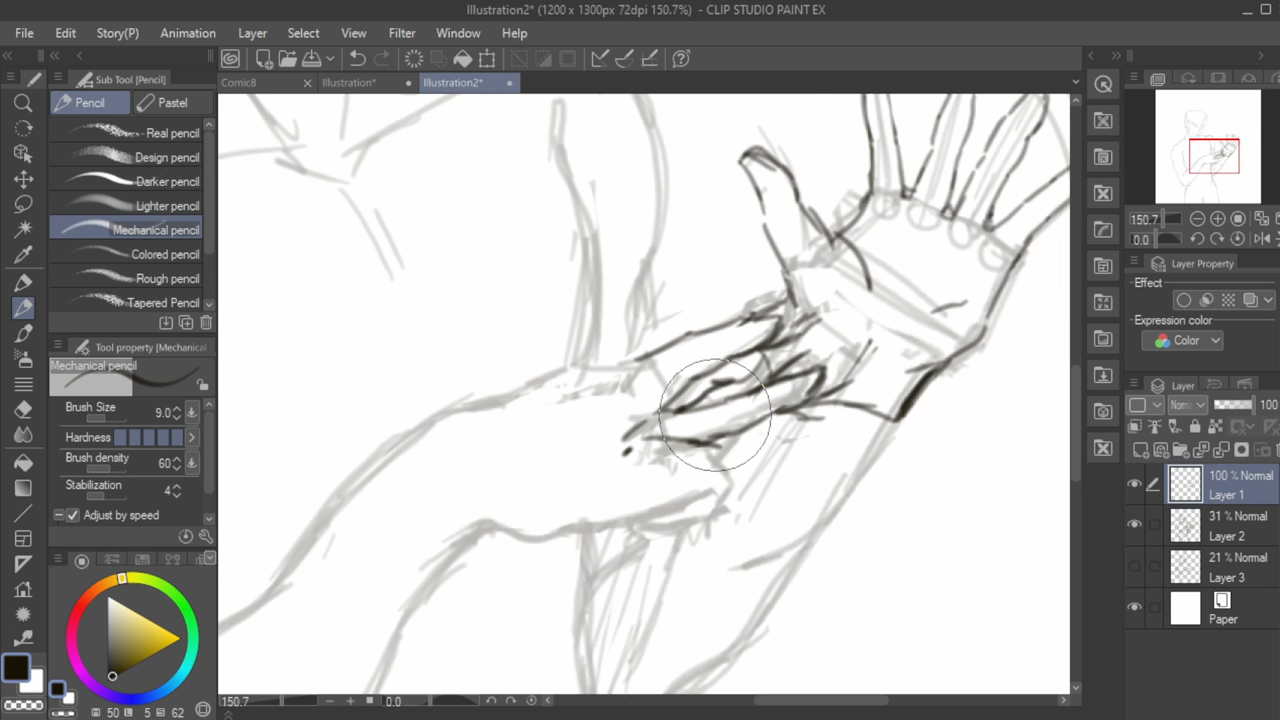 Illustration2* (1200 x 1300px 72dpi 150.7%) - CLIP STUDIO PAINT EX
File Edit Story(P) Animation Layer Select View Filter Window Help
Sub Tool [Pencil]
Comic8 Illustration* Illustration2*
Pencil Pastel
Real pencil
Design pencil
Darker pencil
Lighter pencil
Mechanical pencil
Colored pencil
Rough pencil
Tapered Pencil
Tool property [Mechanical
Mechanical pencil
Brush Size 9.0
Hardness
Brush density 60
Stabilization 4
Adjust by speed
50 L 5 62
150.7 0.0
150.7
0.0
Layer Property
Effect
Expression color
Color
Layer
Norm 100
100 % Normal
Layer 1
31 % Normal
Layer 2
21 % Normal
Layer 3
Paper